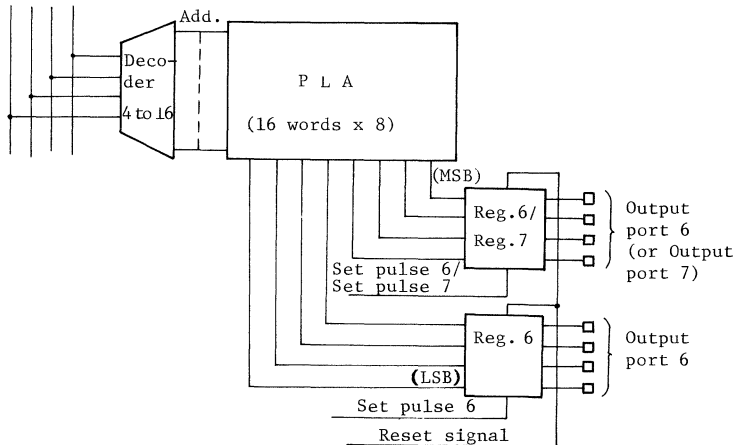 Add.
Deco-
der
4 to 16
P L A
(16 words x 8)
(MSB)
Reg.6/
Reg.7
Output
port 6
(or Output
port 7)
Set pulse 6/
Set pulse 7
Reg. 6
Output
port 6
(LSB)
Set pulse 6
Reset signal